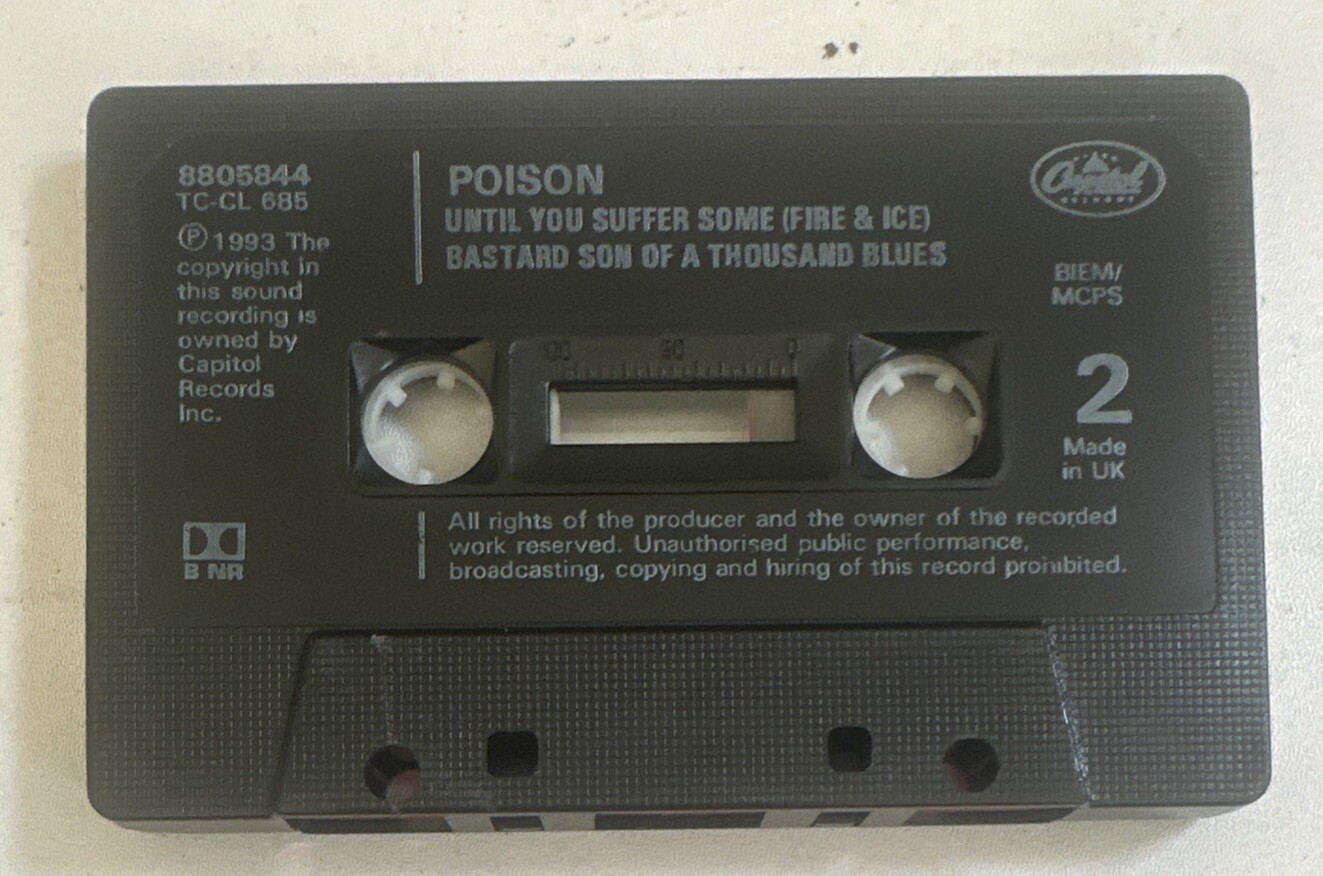 8805844
TC-CL 685
Ⓟ 1993 The
copyright in
this sound
recording is
owned by
Capitol
Records
Inc.
POISON
UNTIL YOU SUFFER SOME (FIRE & ICE)
BASTARD SON OF A THOUSAND BLUES
Capitol
BIEM/
MCPS
100 50 0
2
Made
in UK
B NR
All rights of the producer and the owner of the recorded
work reserved. Unauthorised public performance,
broadcasting, copying and hiring of this record prohibited.